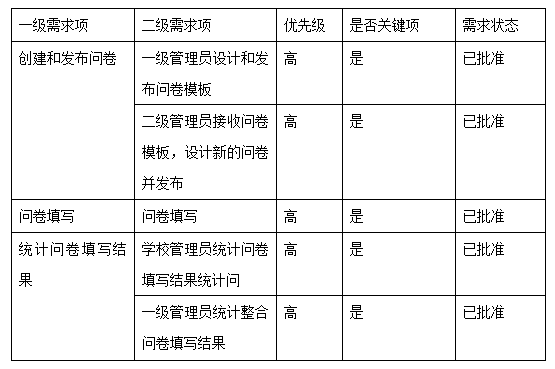 一级需求项 二级需求项 优先级 是否关键项 需求状态
创建和发布问卷 一级管理员设计和发 高 是 已批准
布问卷模板
二级管理员接收问卷 高 是 已批准
模板，设计新的问卷
并发布
问卷填写 问卷填写 高 是 已批准
统计问卷填写结 学校管理员统计问卷 高 是 已批准
果 填写结果统计问
一级管理员统计整合 高 是 已批准
问卷填写结果